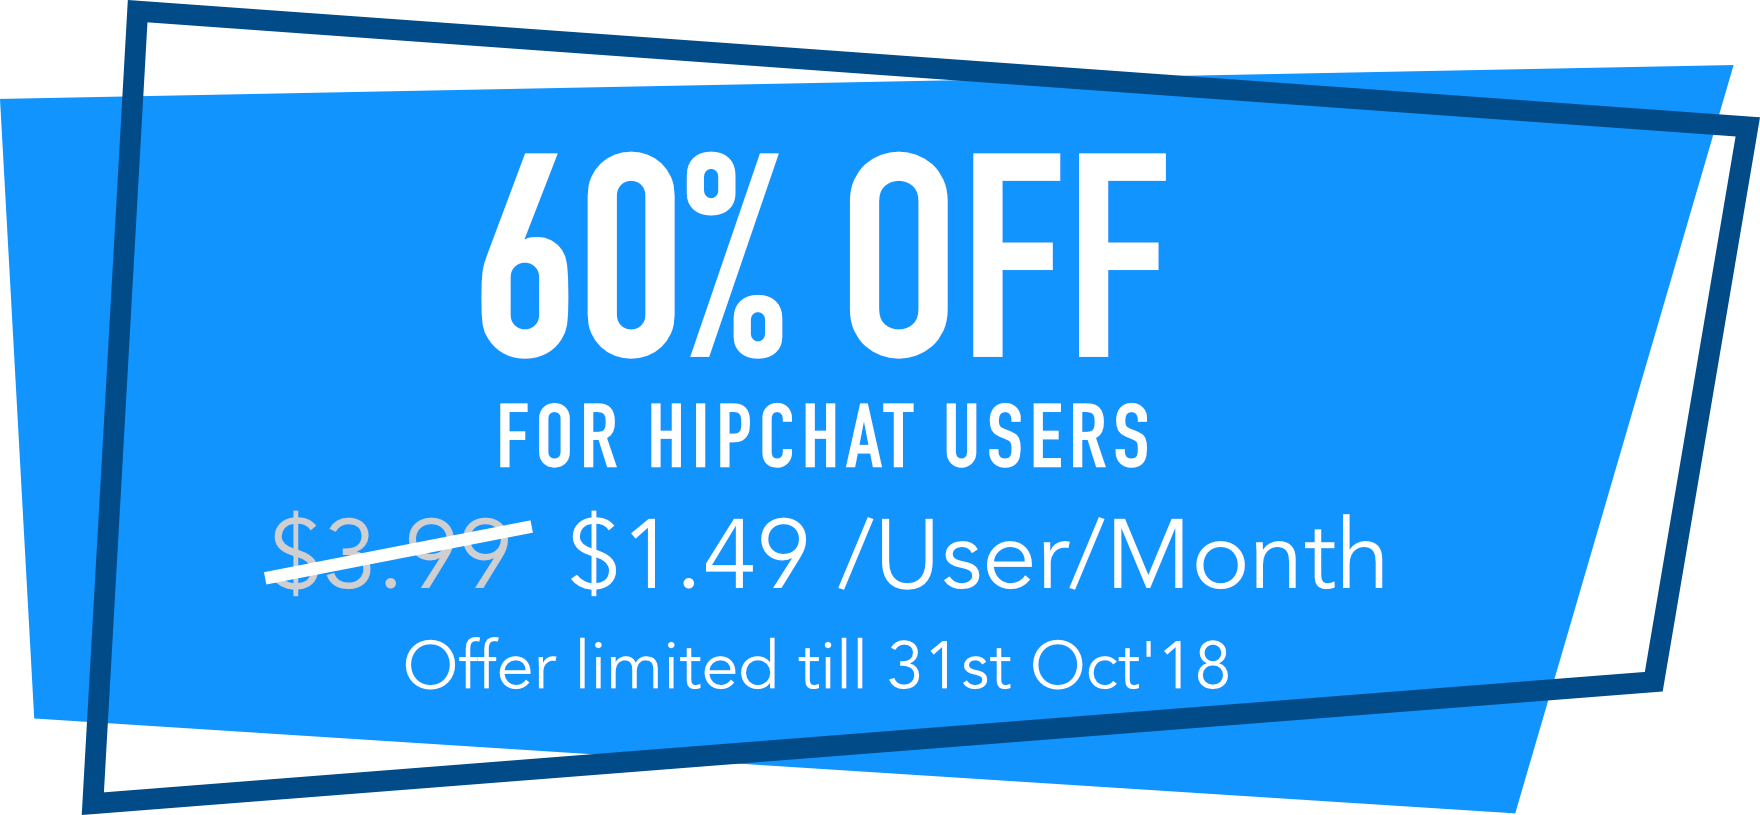 60% OFF
FOR HIPCHAT USERS
$3.99 $1.49 /User/Month
Offer limited till 31st Oct'18